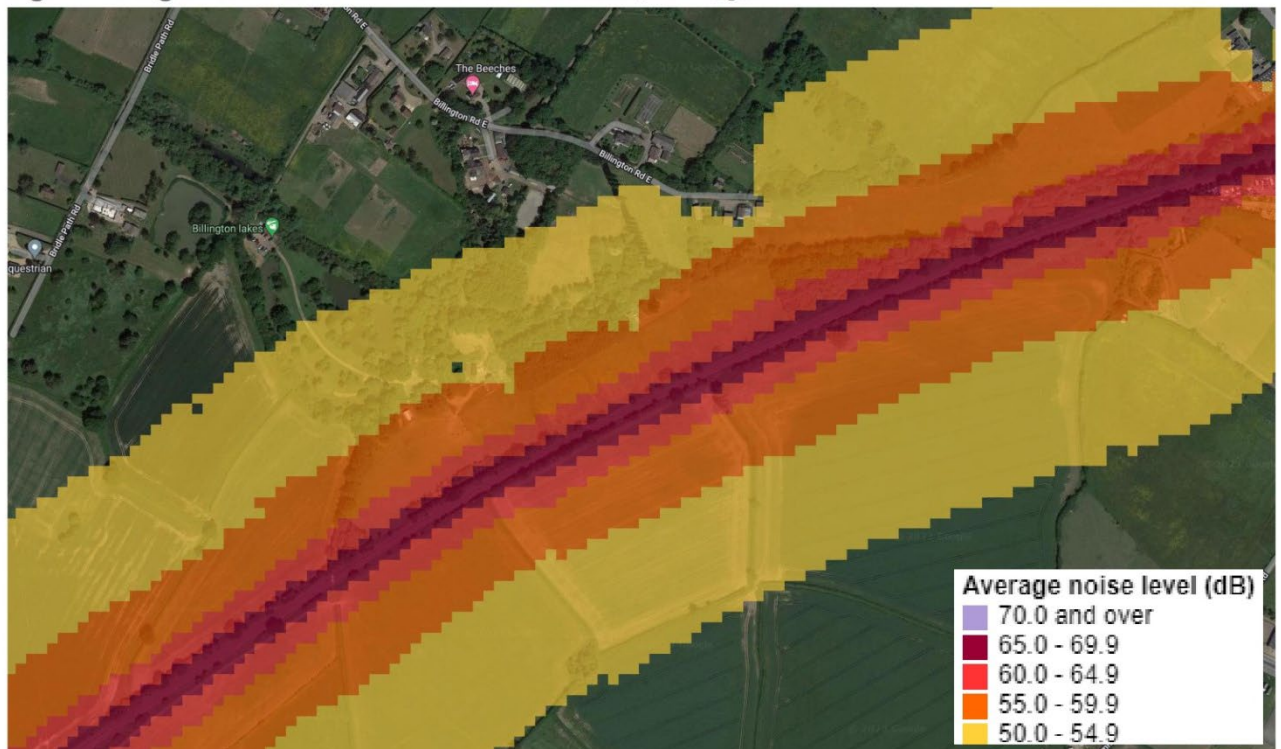 Bridle Path Rd
Rd E
The Beeches
Billington Rd E
Billington Rd E
Billington lakes
Bridle Path Rd
questrian
Average noise level (dB)
70.0 and over
65.0 - 69.9
60.0 - 64.9
55.0 - 59.9
50.0 - 54.9